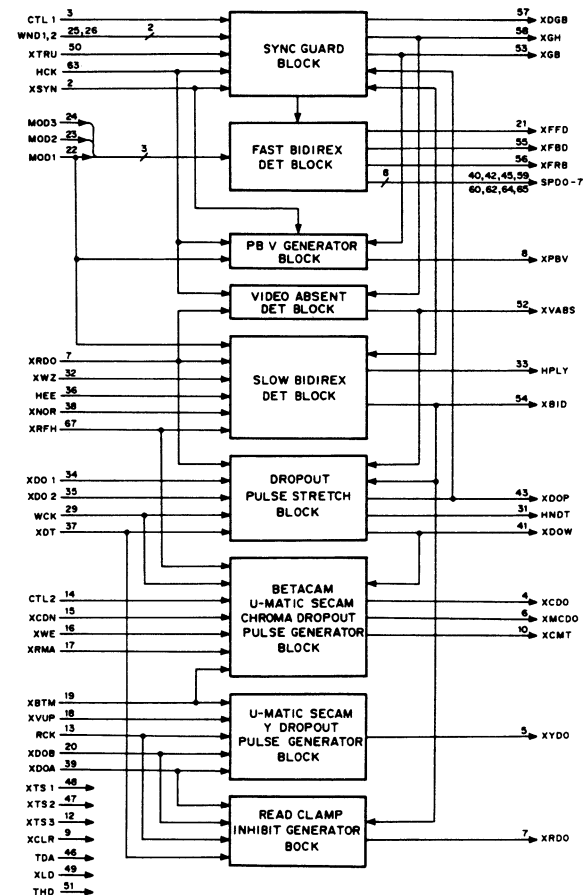 CTL 1 3
WND1,2 25,26 2
XTRU 50
HCK 63
XSYN 2
SYNC GUARD
BLOCK
57 XDGB
58 XGH
53 XGB
MOD3 24
MOD2 23
MOD1 22
3
FAST BIDIREX
DET BLOCK
21 XFFD
55 XFBD
56 XFRB
8 40,42,45,59 SPD0-7
60,62,64,65
PB V GENERATOR
BLOCK
8 XPBV
VIDEO ABSENT
DET BLOCK
52 XVABS
XRDO 7
XWZ 32
HEE 36
XNOR 38
XRFH 67
SLOW BIDIREX
DET BLOCK
33 HPLY
54 XBID
XDO 1 34
XDO 2 35
WCK 29
XDT 37
DROPOUT
PULSE STRETCH
BLOCK
43 XDOP
31 HNDT
41 XDOW
CTL2 14
XCDN 15
XWE 16
XRMA 17
BETACAM
U-MATIC SECAM
CHROMA DROPOUT
PULSE GENERATOR
BLOCK
4 XCDO
6 XMCDO
10 XCMT
XBTM 19
XVUP 18
RCK 13
XDOB 20
XDOA 39
U-MATIC SECAM
Y DROPOUT
PULSE GENERATOR
BLOCK
5 XYDO
READ CLAMP
INHIBIT GENERATOR
BOCK
7 XRDO
XTS 1 48
XTS 2 47
XTS 3 12
XCLR 9
TDA 46
XLD 49
THD 51